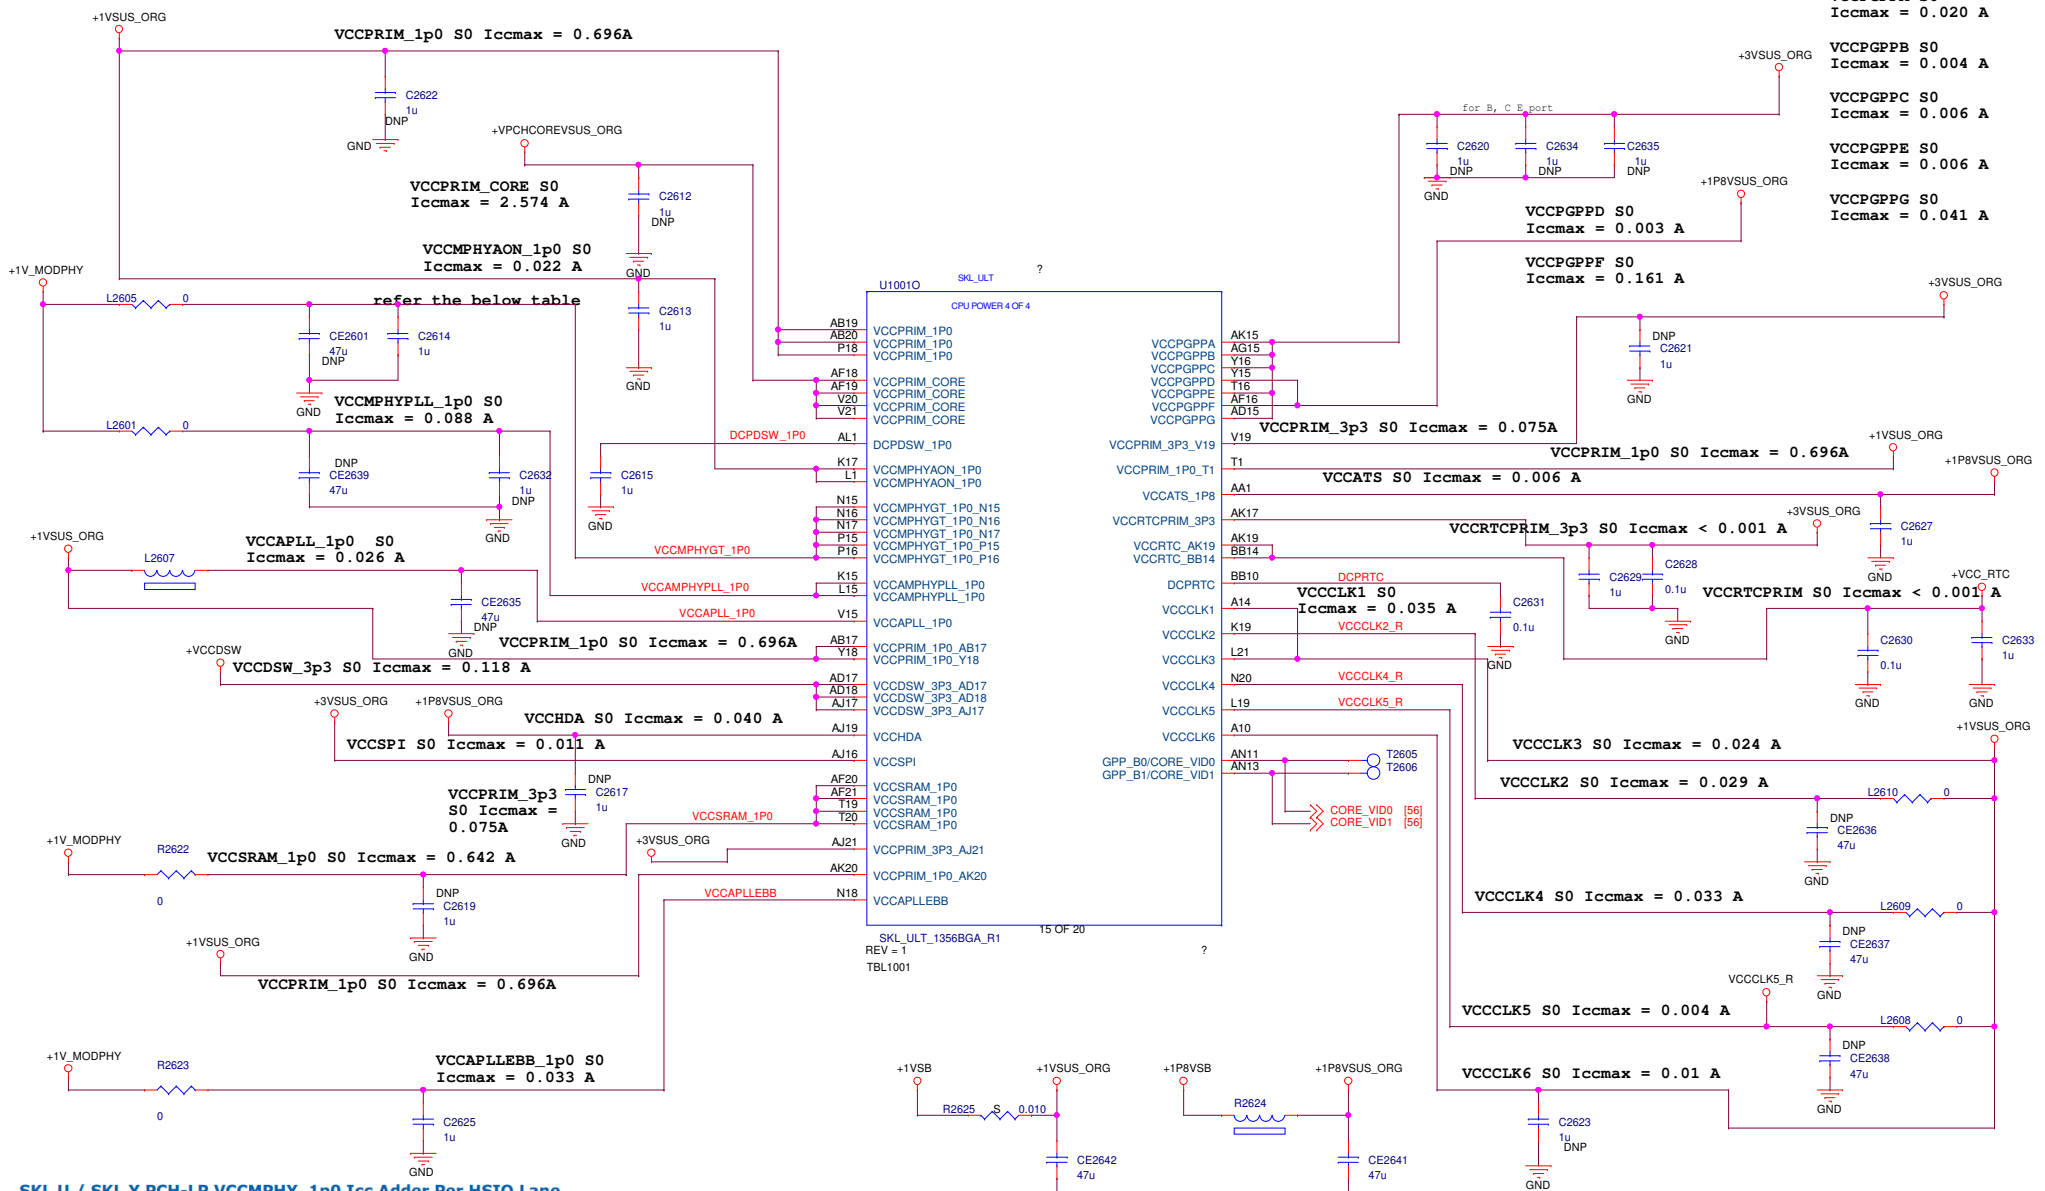 +1VSUS_ORG
VCCPRIM_1p0 S0 Iccmax = 0.696A
C2622
1u
DNP
GND
+VPCHCOREVSUS_ORG
VCCPRIM_CORE S0
Iccmax = 2.574 A
C2612
1u
DNP
GND
VCCMPHYAON_1p0 S0
Iccmax = 0.022 A
+1V_MODPHY
L2605
0
refer the below table
CE2601
47u
DNP
C2614
1u
GND
C2613
1u
GND
VCCMPHYPLL_1p0 S0
Iccmax = 0.088 A
L2601
0
DNP
CE2639
47u
C2632
1u
DNP
GND
DCPDSW_1P0
C2615
1u
GND
+1VSUS_ORG
L2607
VCCAPLL_1p0  S0
Iccmax = 0.026 A
VCCMPHYGT_1P0
VCCAMPHYPLL_1P0
VCCAPLL_1P0
CE2635
47u
DNP
GND
VCCPRIM_1p0 S0 Iccmax = 0.696A
+VCCDSW
VCCDSW_3p3 S0 Iccmax = 0.118 A
+3VSUS_ORG
+1P8VSUS_ORG
VCCHDA S0 Iccmax = 0.040 A
VCCSPI S0 Iccmax = 0.011 A
VCCPRIM_3p3
S0 Iccmax =
0.075A
DNP
C2617
1u
GND
VCCSRAM_1P0
+1V_MODPHY
R2622
0
VCCSRAM_1p0 S0 Iccmax = 0.642 A
+3VSUS_ORG
DNP
C2619
1u
GND
VCCAPLLEBB
+1VSUS_ORG
VCCPRIM_1p0 S0 Iccmax = 0.696A
+1V_MODPHY
R2623
0
VCCAPLLEBB_1p0 S0
Iccmax = 0.033 A
C2625
1u
GND
SKL U / SKL Y PCH-LP VCCMPHY_1p0 Icc Adder Per HSIO Lane
?
SKL_ULT
U1001O
CPU POWER 4 OF 4
AB19 VCCPRIM_1P0
AB20 VCCPRIM_1P0
P18 VCCPRIM_1P0
AF18 VCCPRIM_CORE
AF19 VCCPRIM_CORE
V20 VCCPRIM_CORE
V21 VCCPRIM_CORE
AL1 DCPDSW_1P0
K17 VCCMPHYAON_1P0
L1 VCCMPHYAON_1P0
N15 VCCMPHYGT_1P0_N15
N16 VCCMPHYGT_1P0_N16
N17 VCCMPHYGT_1P0_N17
P15 VCCMPHYGT_1P0_P15
P16 VCCMPHYGT_1P0_P16
K15 VCCAMPHYPLL_1P0
L15 VCCAMPHYPLL_1P0
V15 VCCAPLL_1P0
AB17 VCCPRIM_1P0_AB17
Y18 VCCPRIM_1P0_Y18
AD17 VCCDSW_3P3_AD17
AD18 VCCDSW_3P3_AD18
AJ17 VCCDSW_3P3_AJ17
AJ19 VCCHDA
AJ16 VCCSPI
AF20 VCCSRAM_1P0
AF21 VCCSRAM_1P0
T19 VCCSRAM_1P0
T20 VCCSRAM_1P0
AJ21 VCCPRIM_3P3_AJ21
AK20 VCCPRIM_1P0_AK20
N18 VCCAPLLEBB
VCCPGPPA AK15
VCCPGPPB AG15
VCCPGPPC Y16
VCCPGPPD Y15
VCCPGPPE T16
VCCPGPPF AF16
VCCPGPPG AD15
VCCPRIM_3P3_V19 V19
VCCPRIM_1P0_T1 T1
VCCATS_1P8 AA1
VCCRTCPRIM_3P3 AK17
VCCRTC_AK19 AK19
VCCRTC_BB14 BB14
DCPRTC BB10
VCCCLK1 A14
VCCCLK2 K19
VCCCLK3 L21
VCCCLK4 N20
VCCCLK5 L19
VCCCLK6 A10
GPP_B0/CORE_VID0 AN11
GPP_B1/CORE_VID1 AN13
SKL_ULT_1356BGA_R1
15 OF 20
REV = 1
?
TBL1001
Iccmax = 0.020 A
VCCPGPPB S0
Iccmax = 0.004 A
VCCPGPPC S0
Iccmax = 0.006 A
VCCPGPPE S0
Iccmax = 0.006 A
VCCPGPPG S0
Iccmax = 0.041 A
+3VSUS_ORG
for B, C E port
C2620
1u
DNP
C2634
1u
DNP
C2635
1u
DNP
GND
+1P8VSUS_ORG
VCCPGPPD S0
Iccmax = 0.003 A
VCCPGPPF S0
Iccmax = 0.161 A
+3VSUS_ORG
DNP
C2621
1u
GND
VCCPRIM_3p3 S0 Iccmax = 0.075A
+1VSUS_ORG
VCCPRIM_1p0 S0 Iccmax = 0.696A
+1P8VSUS_ORG
VCCATS S0 Iccmax = 0.006 A
+3VSUS_ORG
VCCRTCPRIM_3p3 S0 Iccmax < 0.001 A
C2627
1u
GND
C2629
1u
C2628
0.1u
GND
+VCC_RTC
VCCRTCPRIM S0 Iccmax < 0.001 A
DCPRTC
C2631
0.1u
GND
VCCCLK1 S0
Iccmax = 0.035 A
C2630
0.1u
GND
C2633
1u
GND
VCCCLK2_R
VCCCLK4_R
VCCCLK5_R
+1VSUS_ORG
VCCCLK3 S0 Iccmax = 0.024 A
T2605
T2606
CORE_VID0 [56]
CORE_VID1 [56]
VCCCLK2 S0 Iccmax = 0.029 A
L2610
0
DNP
CE2636
47u
GND
VCCCLK4 S0 Iccmax = 0.033 A
L2609
0
DNP
CE2637
47u
GND
VCCCLK5_R
VCCCLK5 S0 Iccmax = 0.004 A
L2608
0
DNP
CE2638
47u
GND
VCCCLK6 S0 Iccmax = 0.01 A
C2623
1u
DNP
GND
+1VSB
+1VSUS_ORG
R2625
S
0.010
CE2642
47u
+1P8VSB
+1P8VSUS_ORG
R2624
CE2641
47u